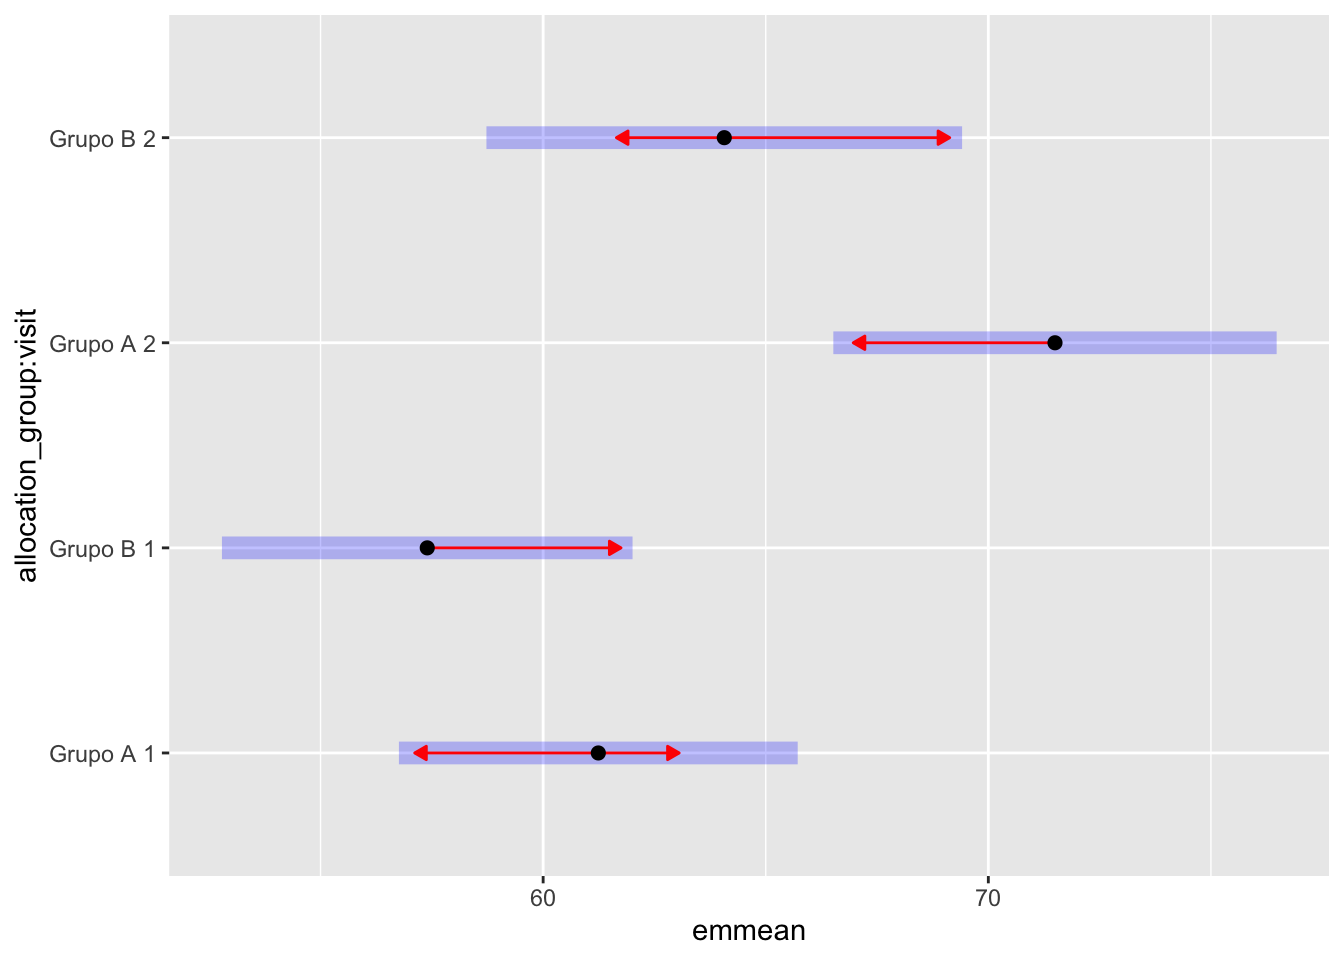 Grupo B 2
Grupo A 2
Grupo B 1
Grupo A 1
allocation_group:visit
60
70
emmean